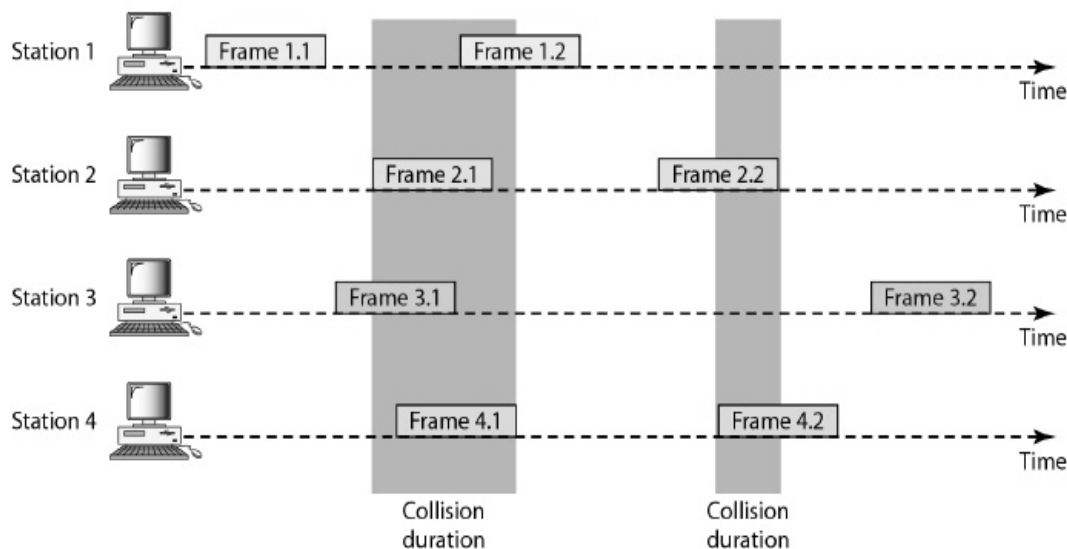 Station 1
Frame 1.1
Frame 1.2
Time
Station 2
Frame 2.1
Frame 2.2
Time
Station 3
Frame 3.1
Frame 3.2
Time
Station 4
Frame 4.1
Frame 4.2
Time
Collision
duration
Collision
duration